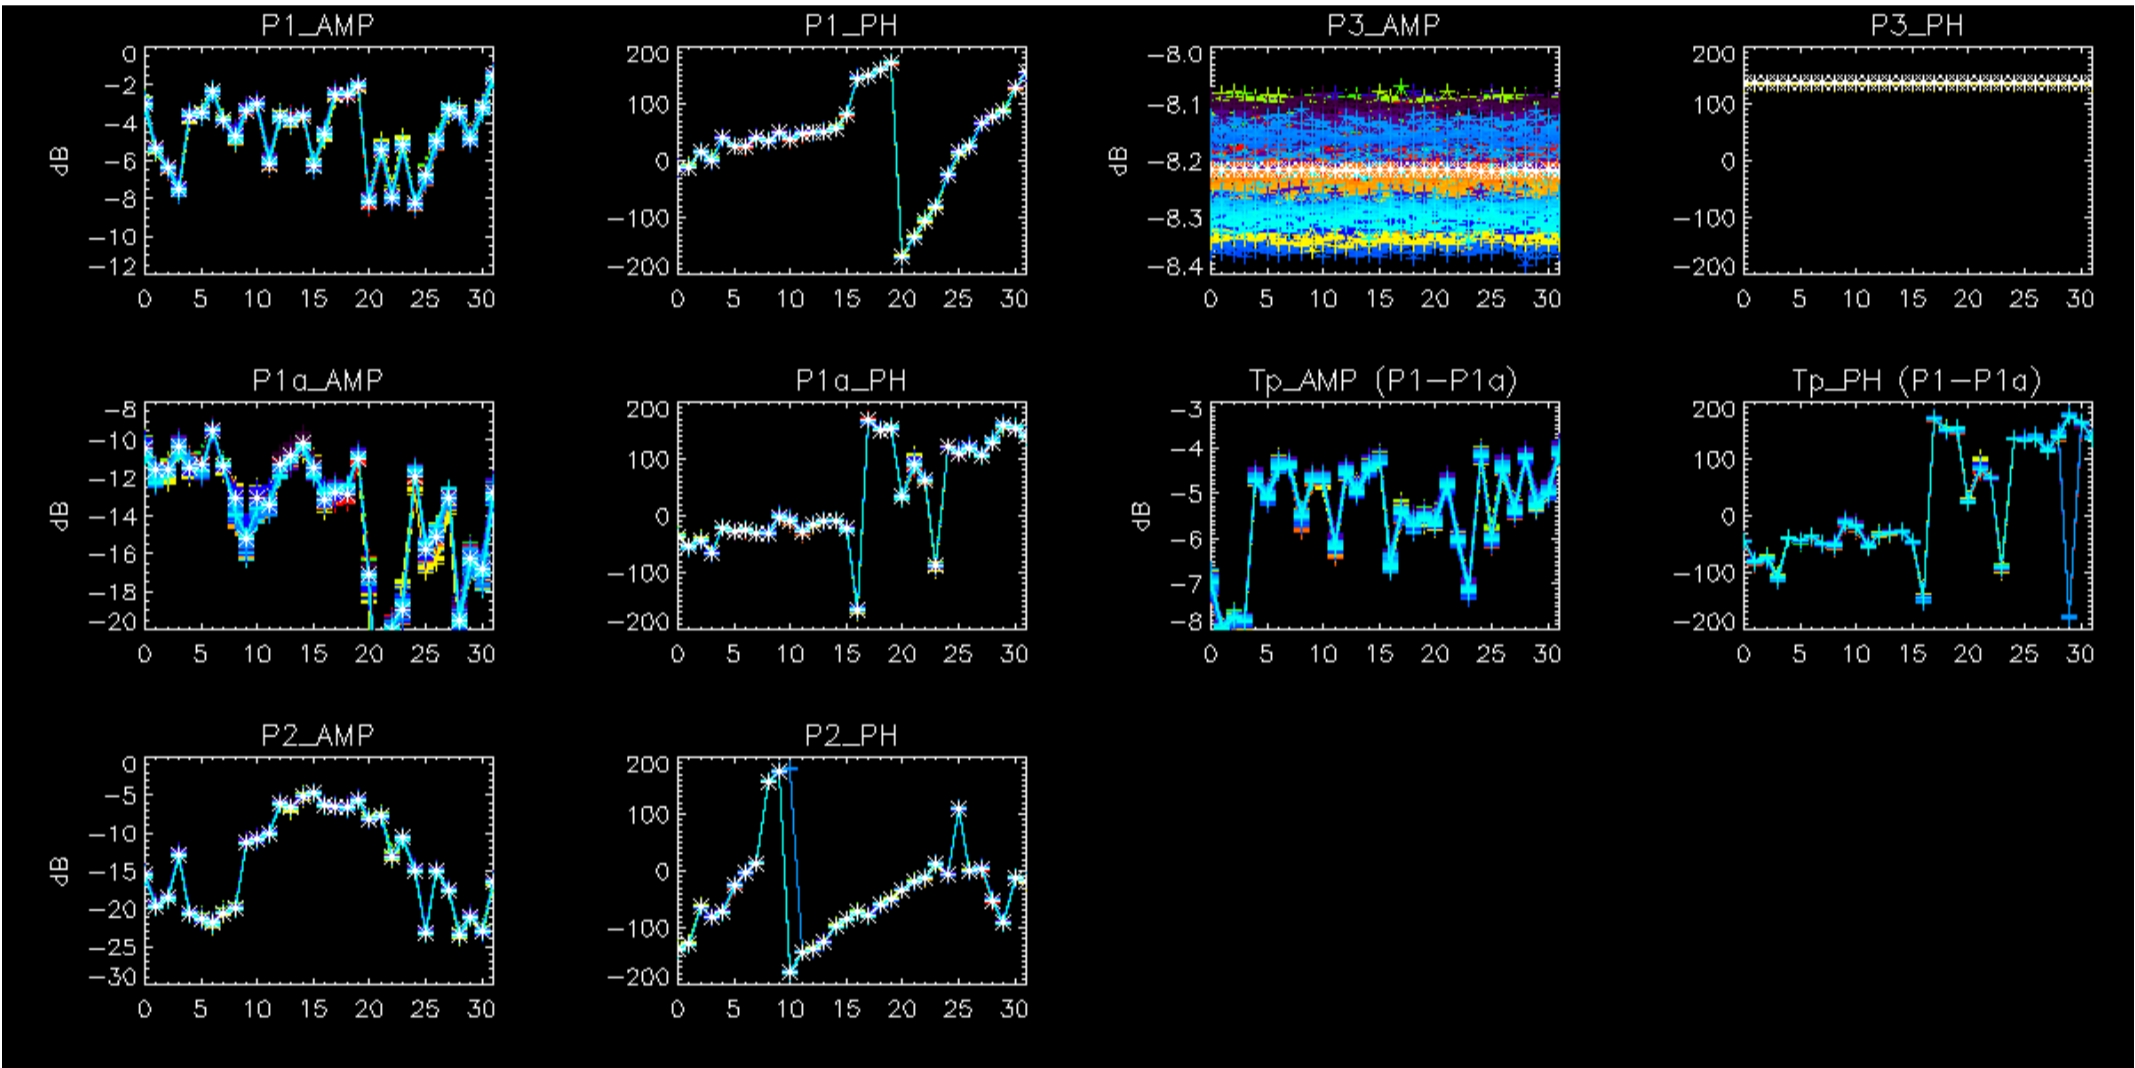 P1_AMP P1_PH P3_AMP P3_PH
0 200 -8.0 200
-2 100 -8.1 100
-4 0 -8.2 0
-6 -100 -8.3 -100
-8 -200 -8.4 -200
-10
-12
dB dB
0 5 10 15 20 25 30 0 5 10 15 20 25 30 0 5 10 15 20 25 30 0 5 10 15 20 25 30
P1a_AMP P1a_PH Tp_AMP (P1-P1a) Tp_PH (P1-P1a)
-8 200 -3 200
-10 100 -4 100
-12 0 -5 0
-14 -100 -6 -100
-16 -200 -7 -200
-18 -8
-20
dB dB
0 5 10 15 20 25 30 0 5 10 15 20 25 30 0 5 10 15 20 25 30 0 5 10 15 20 25 30
P2_AMP P2_PH
0 200
-5 100
-10 0
-15 -100
-20 -200
-25
-30
dB
0 5 10 15 20 25 30 0 5 10 15 20 25 30